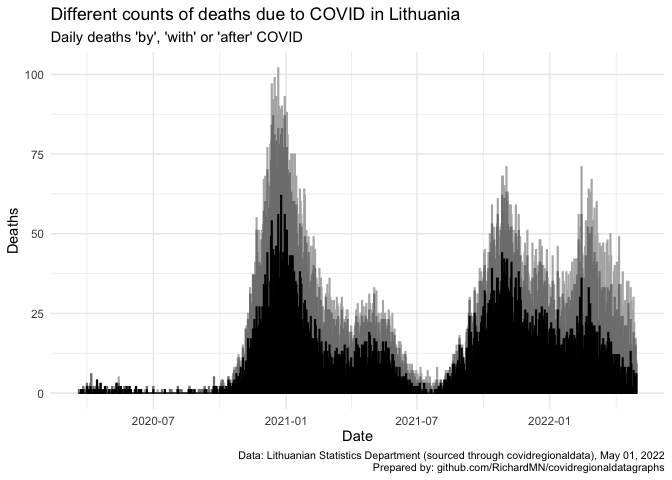 Different counts of deaths due to COVID in Lithuania
Daily deaths 'by', 'with' or 'after' COVID
100
75
50
25
0
Deaths
2020-07
2021-01
2021-07
2022-01
Date
Data: Lithuanian Statistics Department (sourced through covidregionaldata), May 01, 2022
Prepared by: github.com/RichardMN/covidregionaldatagraphs